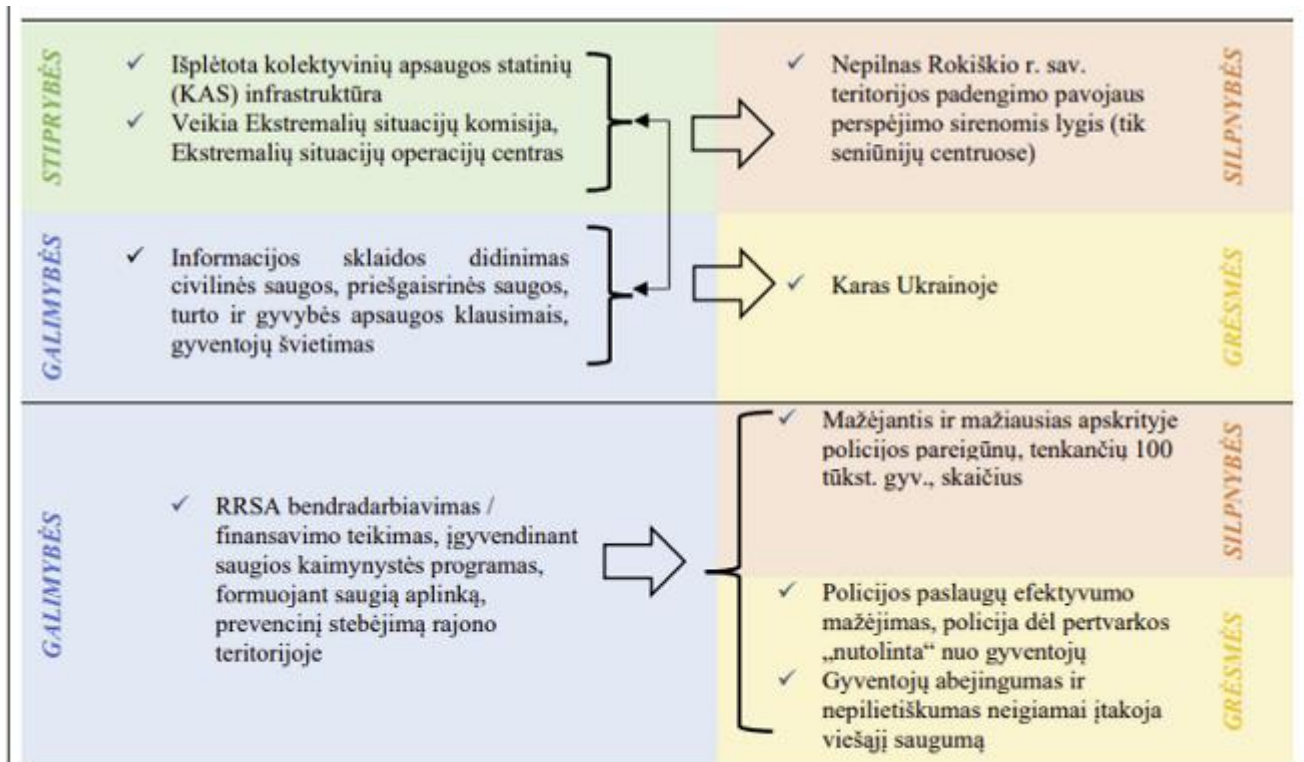 STIPRYBĖS
Išplėtota kolektyvinių apsaugos statinių
(KAS) infrastruktūra
Veikia Ekstremalių situacijų komisija,
Ekstremalių situacijų operacijų centras
Nepilnas Rokiškio r. sav.
teritorijos padengimo pavojaus
perspėjimo sirenomis lygis (tik
seniūnijų centruose)
SILPNYBĖS
GALIMYBĖS
Informacijos sklaidos didinimas
civilinės saugos, priešgaisrinės saugos,
turto ir gyvybės apsaugos klausimais,
gyventojų švietimas
Karas Ukrainoje
GRĖSMĖS
GALIMYBĖS
RRSA bendradarbiavimas /
finansavimo teikimas, įgyvendinant
saugios kaimynystės programas,
formuojant saugią aplinką,
prevencinį stebėjimą rajono
teritorijoje
Mažėjantis ir mažiausias apskrityje
policijos pareigūnų, tenkančių 100
tūkst. gyv., skaičius
SILPNYBĖS
Policijos paslaugų efektyvumo
mažėjimas, policija dėl pertvarkos
„nutolinta“ nuo gyventojų
Gyventojų abejingumas ir
nepilietiškumas neigiamai įtakoja
viešąjį saugumą
GRĖSMĖS